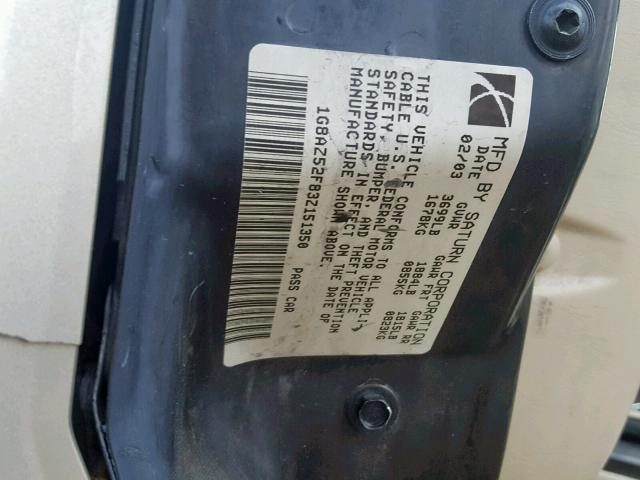 MFD BY SATURN CORPORATION
DATE GVWR GAWR FRT GAWR RR
02/03 3699LB 1884LB 1815LB
1678KG 0855KG 0823KG
THIS VEHICLE CONFORMS TO ALL APPLI
CABLE U.S. FEDERAL MOTOR VEHICLE
SAFETY, BUMPER, AND THEFT PREVENTION
STANDARDS IN EFFECT ON THE DATE OF
MANUFACTURE SHOWN ABOVE.
1G8AZ52F83Z151350 PASS CAR